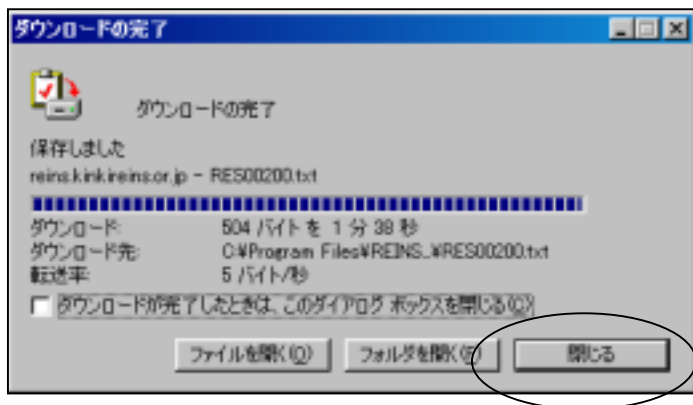 ダウンロードの完了
ダウンロードの完了
保存しました
reins.kinkireins.or.jp - RES00200.txt
ダウンロード: 504 バイト を 1 分 38 秒
ダウンロード先: C:¥Program Files¥REINS..¥RES00200.txt
転送率: 5 バイト/秒
ダウンロードが完了したときは、このダイアログ ボックスを閉じる(C)
ファイルを開く(O) フォルダを開く(F) 閉じる